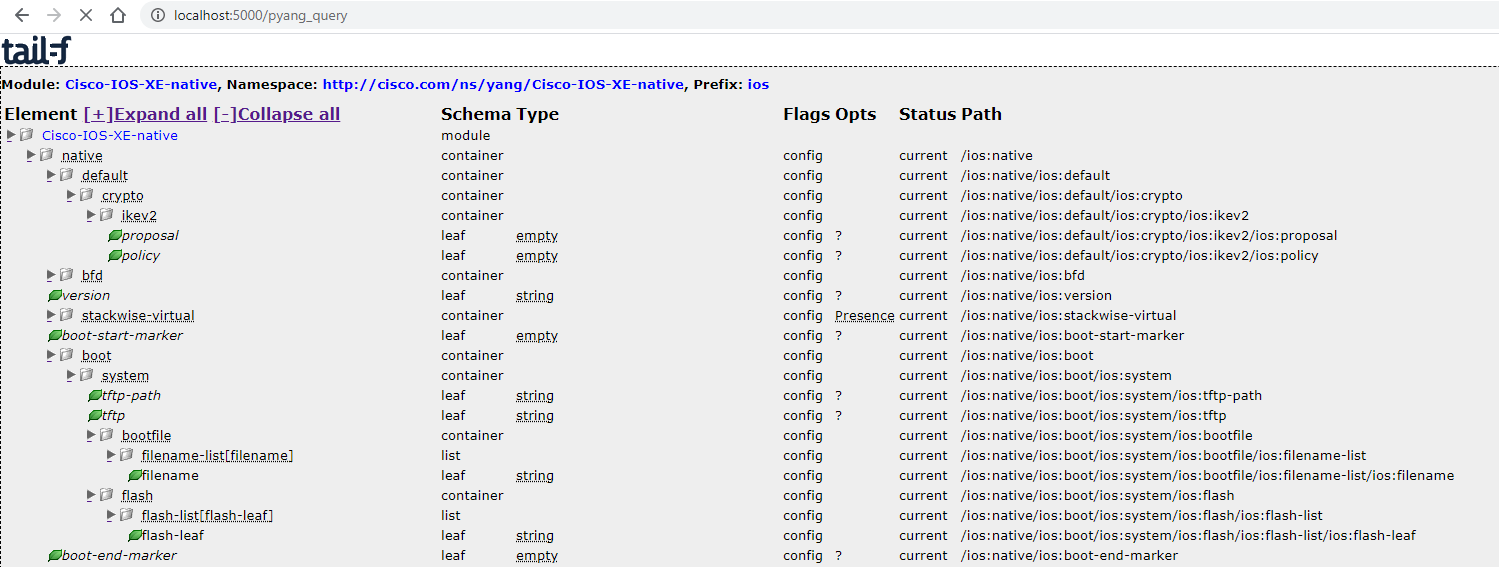 localhost:5000/pyang_query
tail-f
Module: Cisco-IOS-XE-native, Namespace: http://cisco.com/ns/yang/Cisco-IOS-XE-native, Prefix: ios
Element [+]Expand all [-]Collapse all Schema Type Flags Opts Status Path
Cisco-IOS-XE-native module
native container config current /ios:native
default container config current /ios:native/ios:default
crypto container config current /ios:native/ios:default/ios:crypto
ikev2 container config current /ios:native/ios:default/ios:crypto/ios:ikev2
proposal leaf empty config ? current /ios:native/ios:default/ios:crypto/ios:ikev2/ios:proposal
policy leaf empty config ? current /ios:native/ios:default/ios:crypto/ios:ikev2/ios:policy
bfd container config current /ios:native/ios:bfd
version leaf string config ? current /ios:native/ios:version
stackwise-virtual container config Presence current /ios:native/ios:stackwise-virtual
boot-start-marker leaf empty config ? current /ios:native/ios:boot-start-marker
boot container config current /ios:native/ios:boot
system container config current /ios:native/ios:boot/ios:system
tftp-path leaf string config ? current /ios:native/ios:boot/ios:system/ios:tftp-path
tftp leaf string config ? current /ios:native/ios:boot/ios:system/ios:tftp
bootfile container config current /ios:native/ios:boot/ios:system/ios:bootfile
filename-list[filename] list config current /ios:native/ios:boot/ios:system/ios:bootfile/ios:filename-list
filename leaf string config current /ios:native/ios:boot/ios:system/ios:bootfile/ios:filename-list/ios:filename
flash container config current /ios:native/ios:boot/ios:system/ios:flash
flash-list[flash-leaf] list config current /ios:native/ios:boot/ios:system/ios:flash/ios:flash-list
flash-leaf leaf string config current /ios:native/ios:boot/ios:system/ios:flash/ios:flash-list/ios:flash-leaf
boot-end-marker leaf empty config ? current /ios:native/ios:boot-end-marker